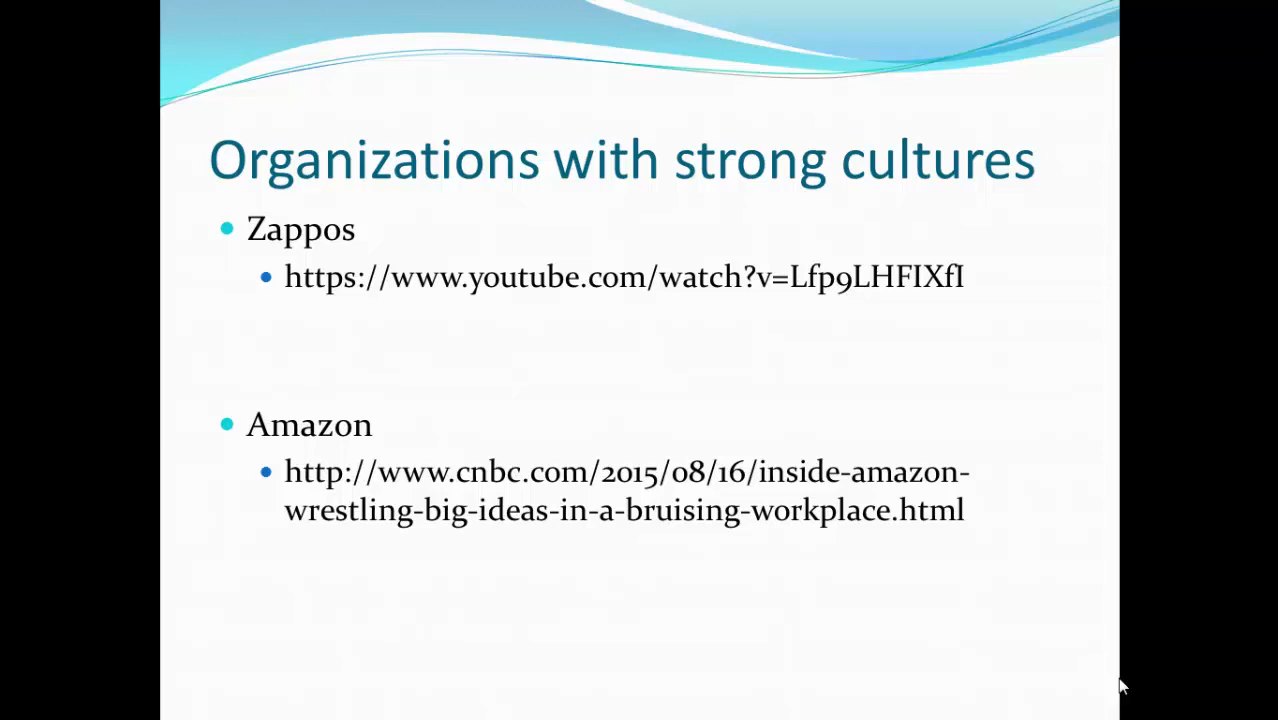 Organizations with strong cultures
Zappos
https://www.youtube.com/watch?v=Lfp9LHFIXfI
Amazon
http://www.cnbc.com/2015/08/16/inside-amazon-
wrestling-big-ideas-in-a-bruising-workplace.html